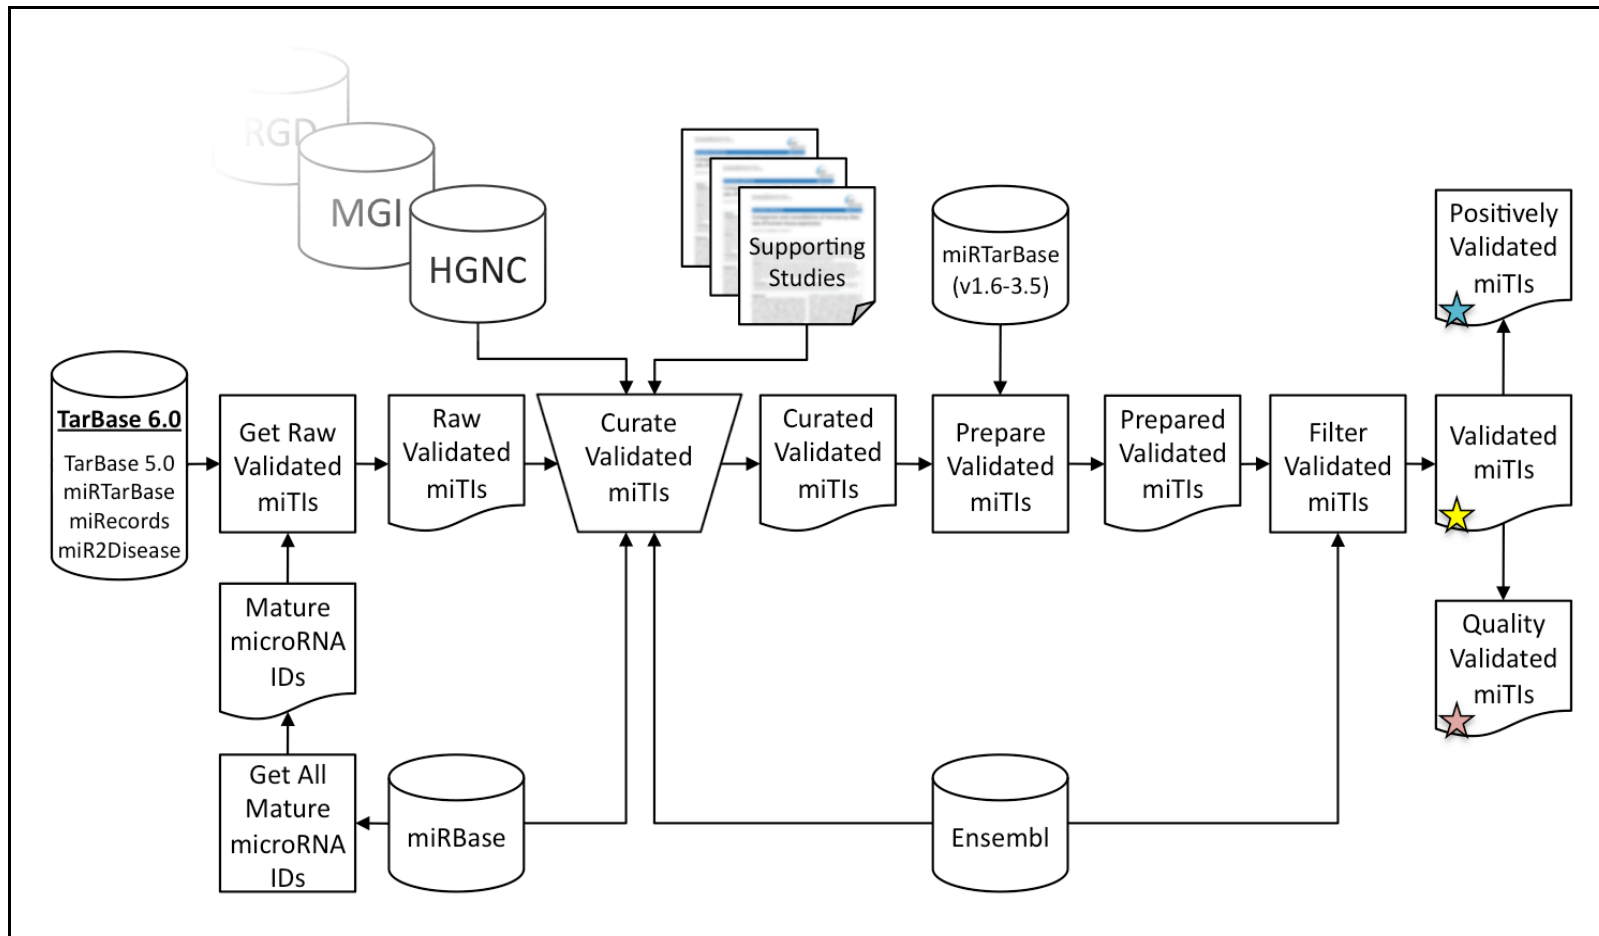 RGD
MGI
HGNC
Supporting
Studies
miRTarBase
(v1.6-3.5)
Positively
Validated
miTIs
TarBase 6.0
TarBase 5.0
miRTarBase
miRecords
miR2Disease
Get Raw
Validated
miTIs
Raw
Validated
miTIs
Curate
Validated
miTIs
Curated
Validated
miTIs
Prepare
Validated
miTIs
Prepared
Validated
miTIs
Filter
Validated
miTIs
Validated
miTIs
Mature
microRNA
IDs
Quality
Validated
miTIs
Get All
Mature
microRNA
IDs
miRBase
Ensembl